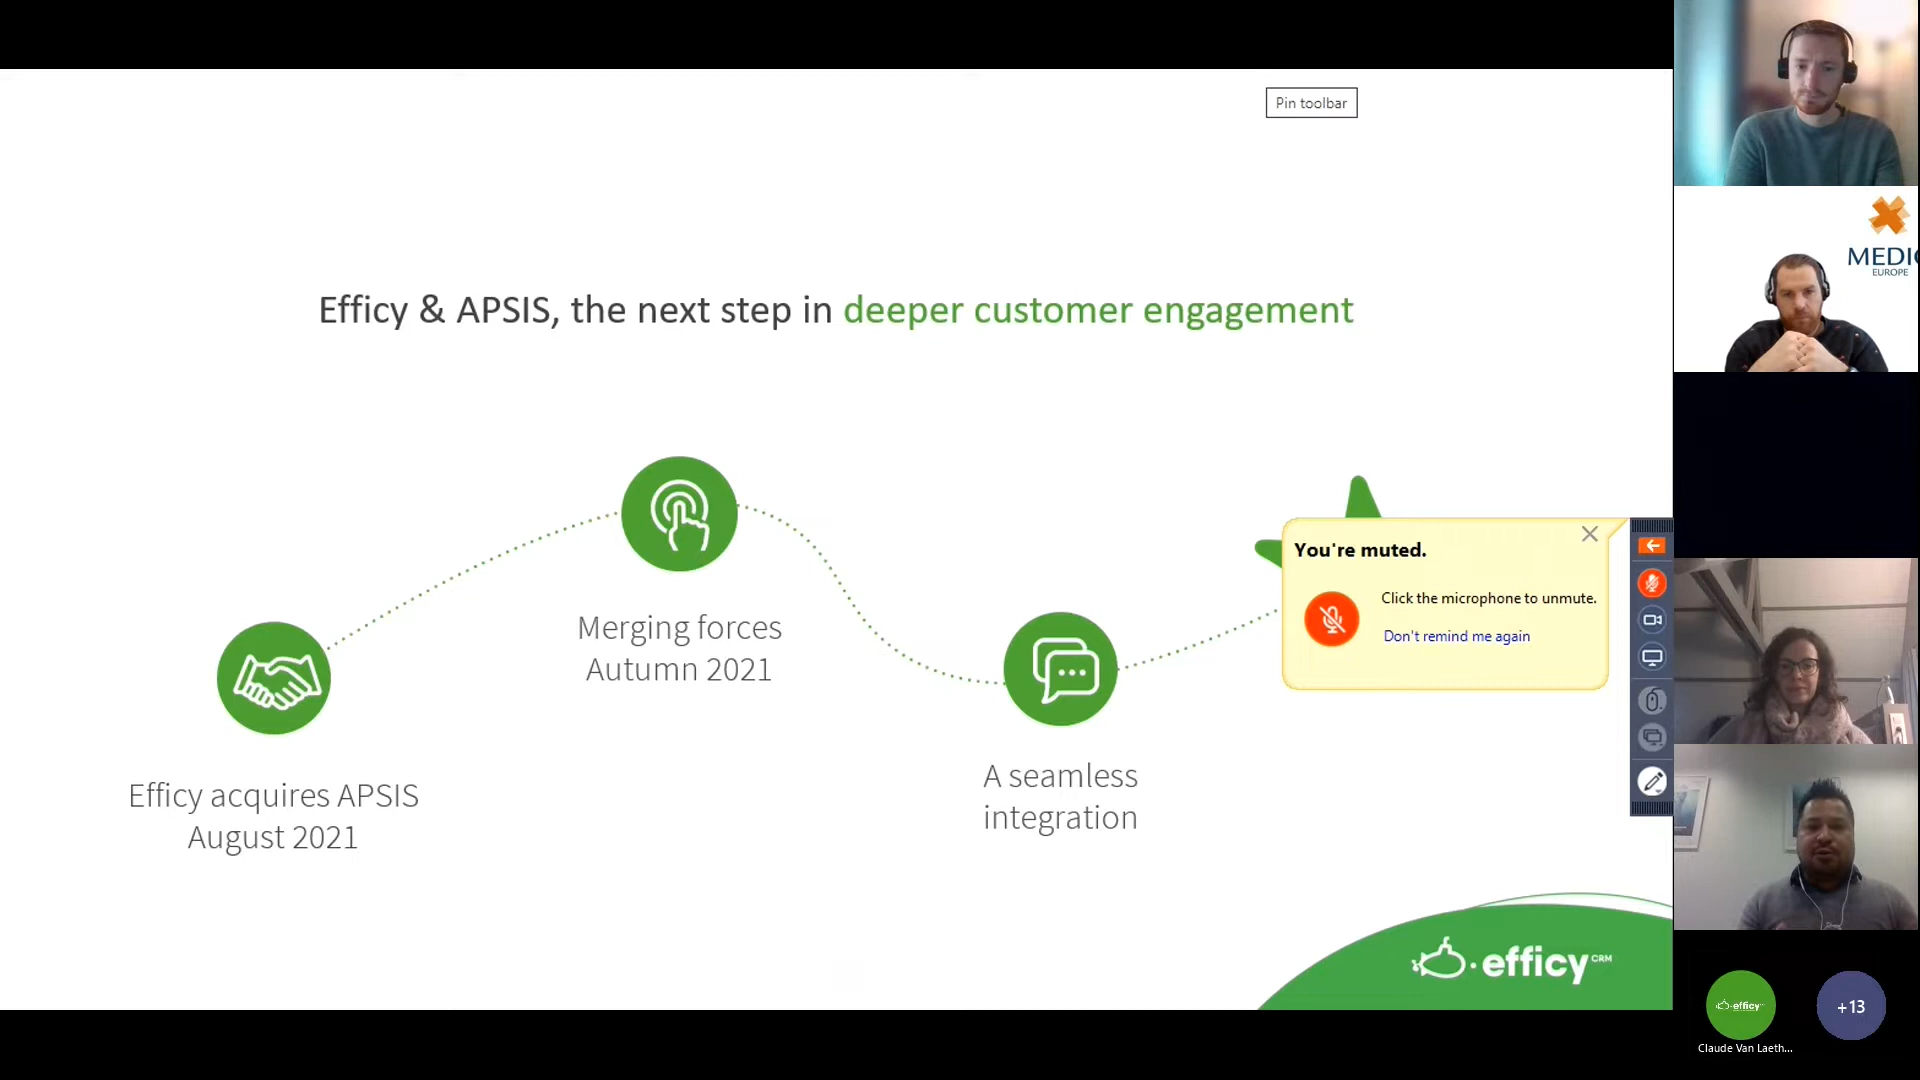 Pin toolbar
MEDI
EUROPE
Efficy & APSIS, the next step in deeper customer engagement
You're muted.
Click the microphone to unmute.
Don't remind me again
Merging forces
Autumn 2021
A seamless
integration
Efficy acquires APSIS
August 2021
efficy CRM
efficy
+13
Claude Van Laeth...